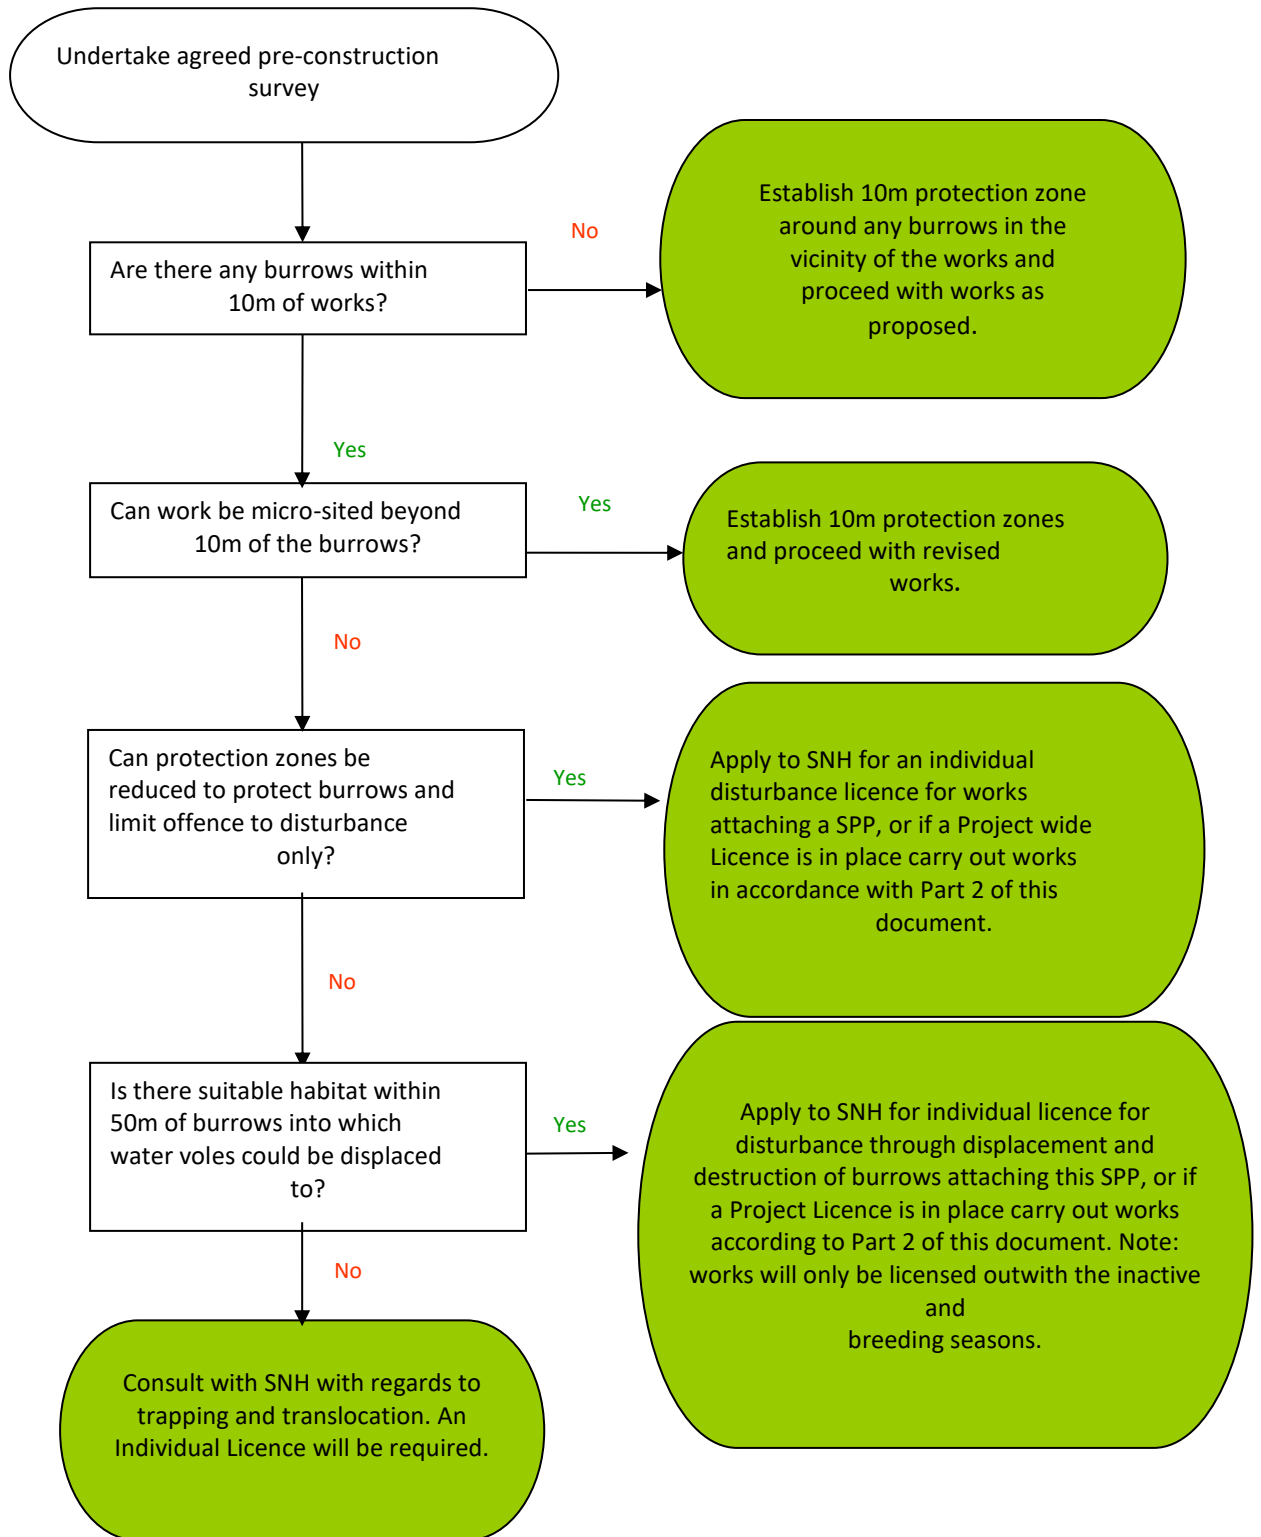 Undertake agreed pre-construction
survey
Are there any burrows within
10m of works?
No
Establish 10m protection zone
around any burrows in the
vicinity of the works and
proceed with works as
proposed.
Yes
Can work be micro-sited beyond
10m of the burrows?
Yes
Establish 10m protection zones
and proceed with revised
works.
No
Can protection zones be
reduced to protect burrows and
limit offence to disturbance
only?
Yes
Apply to SNH for an individual
disturbance licence for works
attaching a SPP, or if a Project wide
Licence is in place carry out works
in accordance with Part 2 of this
document.
No
Is there suitable habitat within
50m of burrows into which
water voles could be displaced
to?
Yes
Apply to SNH for individual licence for
disturbance through displacement and
destruction of burrows attaching this SPP, or if
a Project Licence is in place carry out works
according to Part 2 of this document. Note:
works will only be licensed outwith the inactive
and
breeding seasons.
No
Consult with SNH with regards to
trapping and translocation. An
Individual Licence will be required.